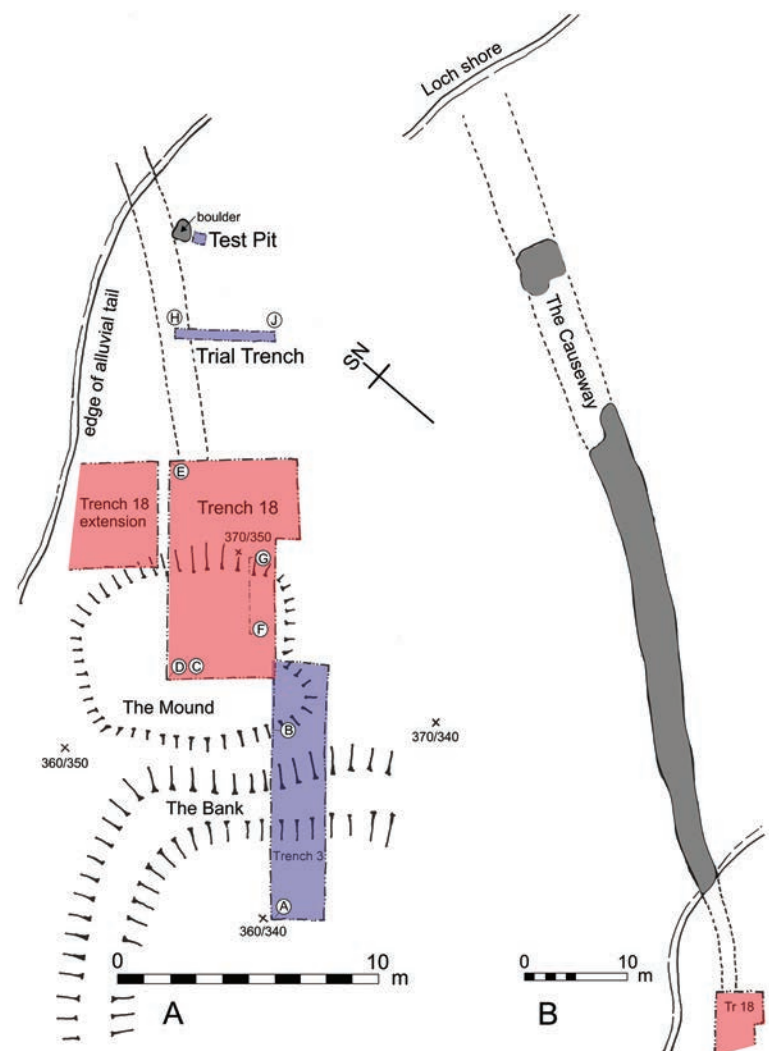 Loch shore
boulder
Test Pit
H
J
Trial Trench
edge of alluvial tail
SN
The Causeway
E
Trench 18
extension
Trench 18
370/350
G
F
D
C
The Mound
B
370/340
360/350
The Bank
Trench 3
A
360/340
0
10
m
A
0
10
m
B
Tr 18